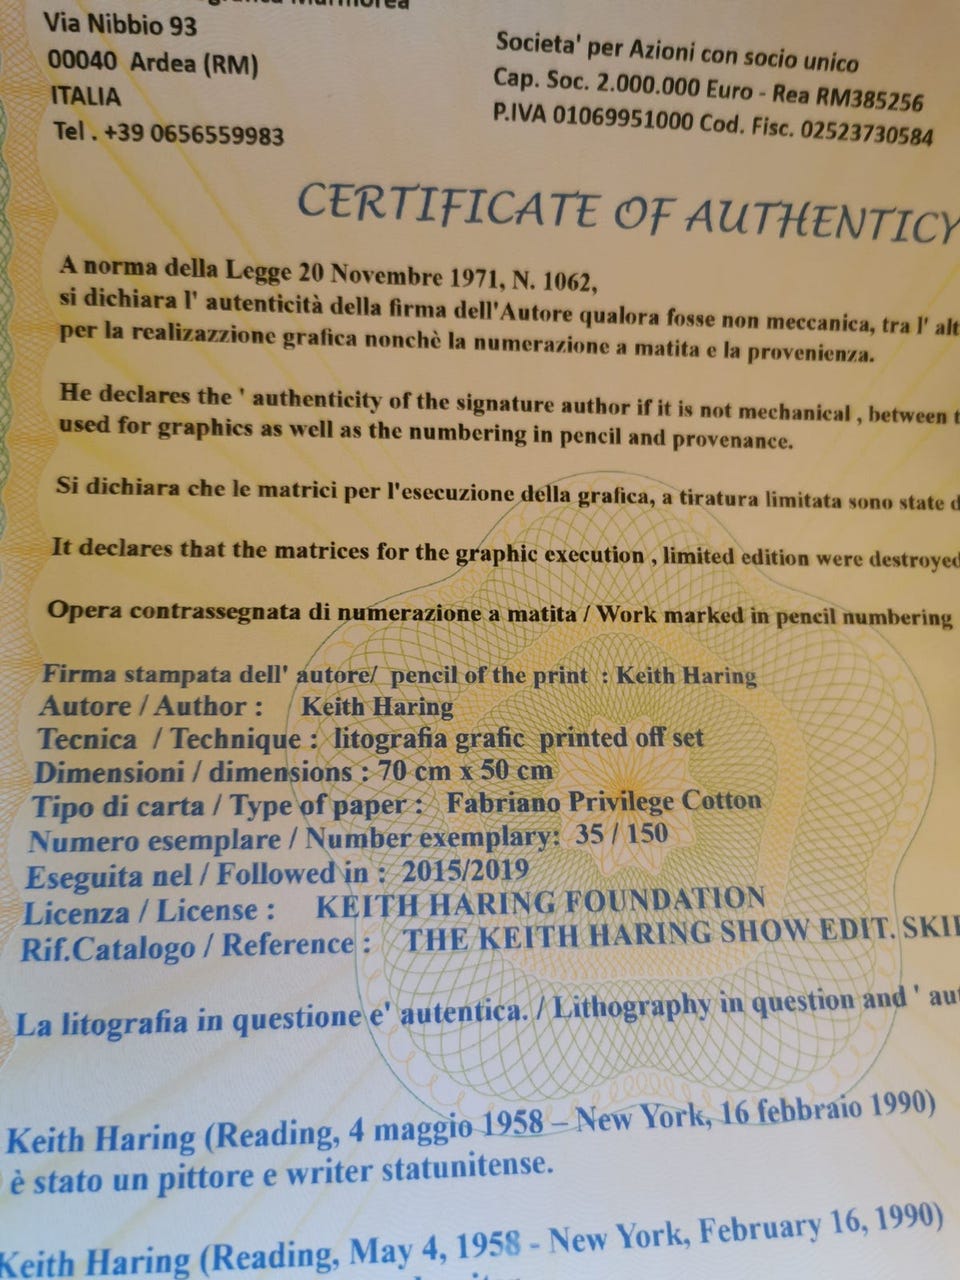 Via Nibbio 93
00040 Ardea (RM)
ITALIA
Tel . +39 0656559983
Societa' per Azioni con socio unico
Cap. Soc. 2.000.000 Euro - Rea RM385256
P.IVA 01069951000 Cod. Fisc. 02523730584
CERTIFICATE OF AUTHENTICY
A norma della Legge 20 Novembre 1971, N. 1062,
si dichiara l' autenticità della firma dell'Autore qualora fosse non meccanica, tra l' alt
per la realizazzione grafica nonchè la numerazione a matita e la provenienza.
He declares the ' authenticity of the signature author if it is not mechanical , between t
used for graphics as well as the numbering in pencil and provenance.
Si dichiara che le matrici per l'esecuzione della grafica, a tiratura limitata sono state d
It declares that the matrices for the graphic execution , limited edition were destroyed
Opera contrassegnata di numerazione a matita / Work marked in pencil numbering
Firma stampata dell' autore/ pencil of the print : Keith Haring
Autore / Author : Keith Haring
Tecnica / Technique : litografia grafic printed off set
Dimensioni / dimensions : 70 cm x 50 cm
Tipo di carta / Type of paper : Fabriano Privilege Cotton
Numero esemplare / Number exemplary: 35 / 150
Eseguita nel / Followed in : 2015/2019
Licenza / License : KEITH HARING FOUNDATION
Rif.Catalogo / Reference : THE KEITH HARING SHOW EDIT. SKI
La litografia in questione e' autentica. / Lithography in question and ' aut
Keith Haring (Reading, 4 maggio 1958 – New York, 16 febbraio 1990)
è stato un pittore e writer statunitense.
Keith Haring (Reading, May 4, 1958 - New York, February 16, 1990)